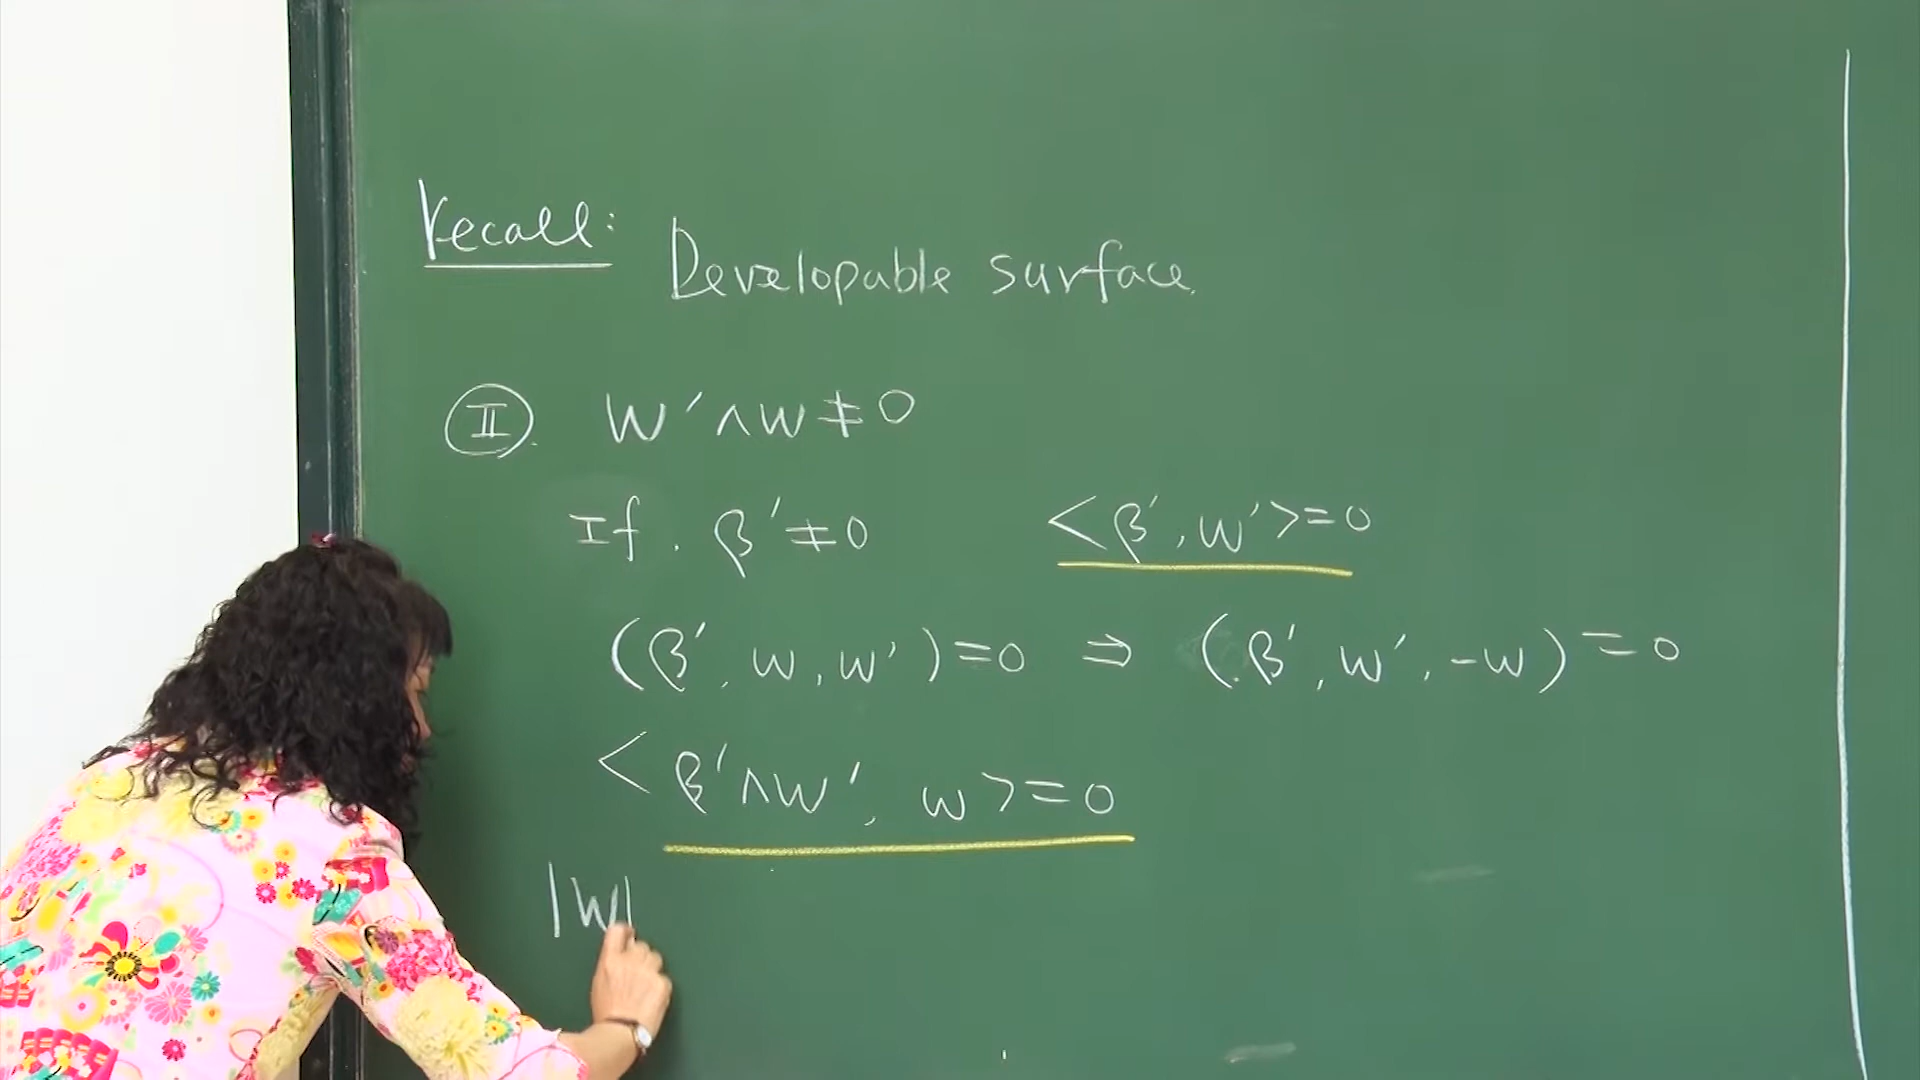 Recall: Developable surface.
Ⅱ. W′∧W≠0
If. β′≠0 <β′,W′>=0
(β′,W,W′)=0 ⇒ (β′,W′,-W)=0
<β′∧W′, W>=0
|W|